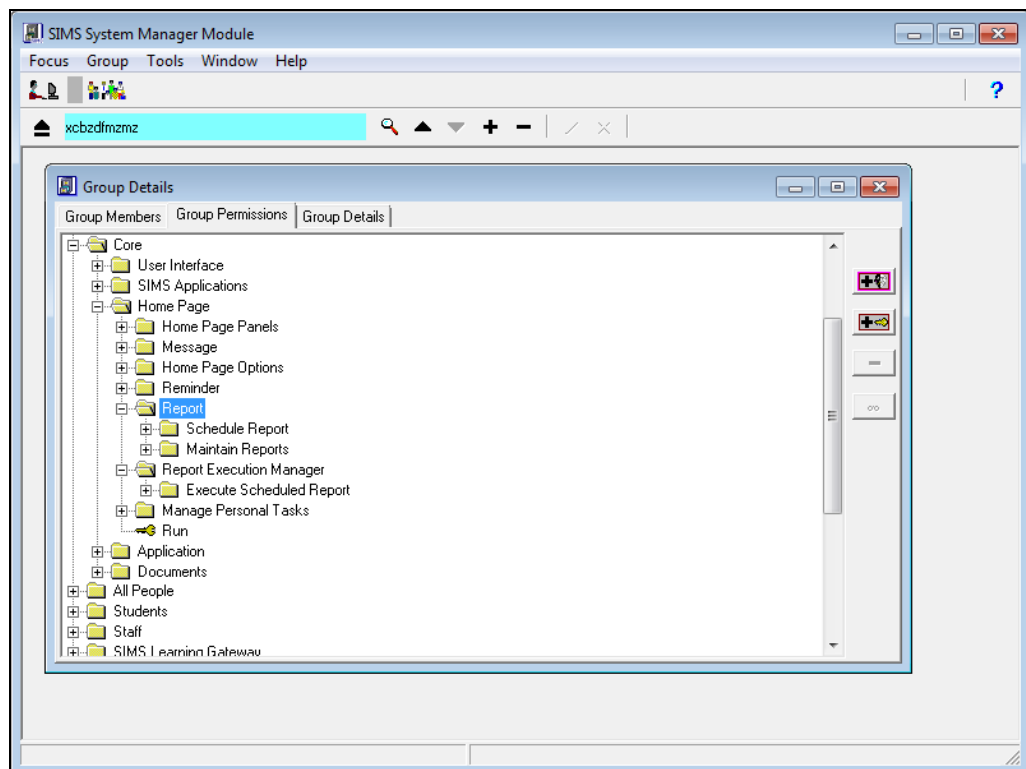 SIMS System Manager Module
Focus Group Tools Window Help
?
xcbzdfmzmz
Group Details
Group Members Group Permissions Group Details
Core
User Interface
SIMS Applications
Home Page
Home Page Panels
Message
Home Page Options
Reminder
Report
Schedule Report
Maintain Reports
Report Execution Manager
Execute Scheduled Report
Manage Personal Tasks
Run
Application
Documents
All People
Students
Staff
SIMS Learning Gateway